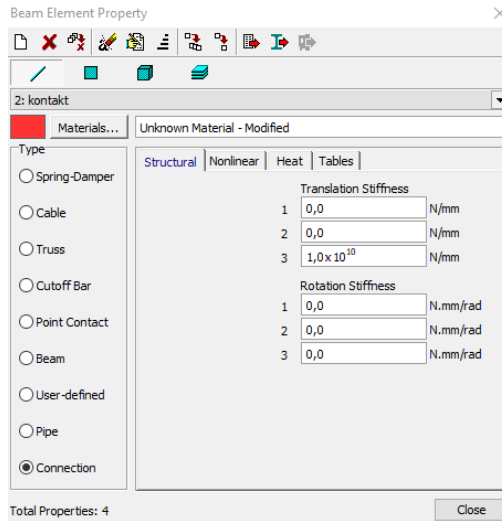 Beam Element Property
2: kontakt
Materials... Unknown Material - Modified
Type
Structural Nonlinear Heat Tables
Spring-Damper
Translation Stiffness
1 0,0 N/mm
Cable
2 0,0 N/mm
Truss
3 1,0x10¹⁰ N/mm
Cutoff Bar
Rotation Stiffness
1 0,0 N.mm/rad
Point Contact
2 0,0 N.mm/rad
Beam
3 0,0 N.mm/rad
User-defined
Pipe
Connection
Total Properties: 4 Close